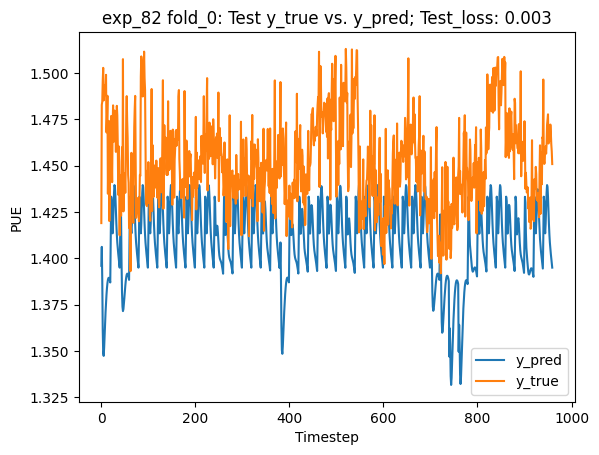 exp_82 fold_0: Test y_true vs. y_pred; Test_loss: 0.003
1.500
1.475
1.450
1.425
1.400
1.375
1.350
1.325
PUE
0 200 400 600 800 1000
Timestep
y_pred
y_true